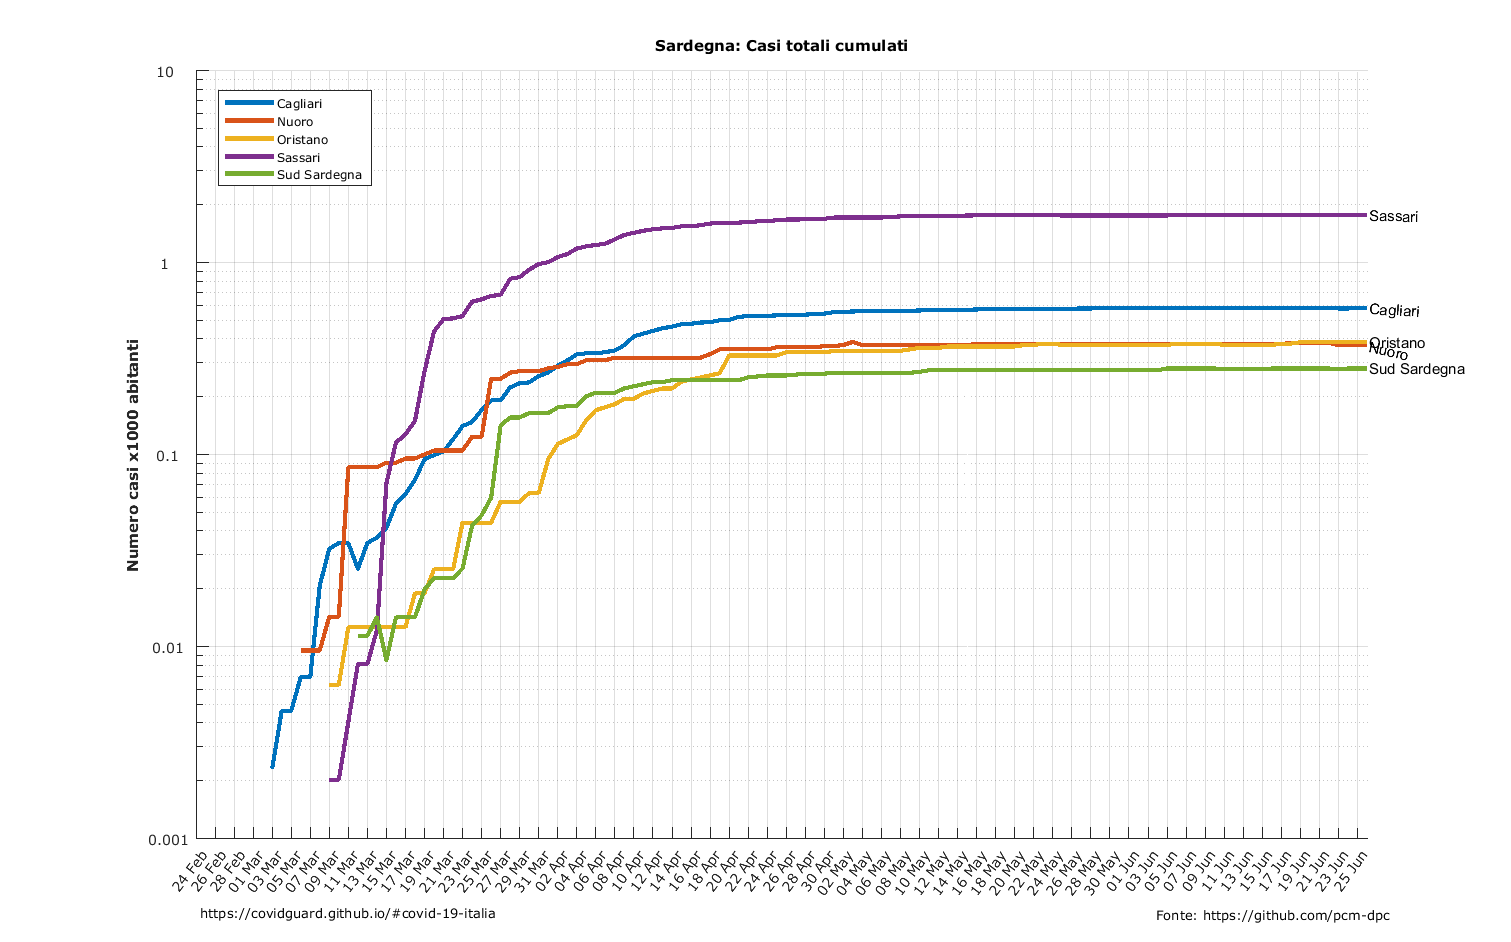 Sardegna: Casi totali cumulati
10
1
0.1
0.01
0.001
Numero casi x1000 abitanti
Cagliari
Nuoro
Oristano
Sassari
Sud Sardegna
Sassari
Cagliari
Oristano
Nuoro
Sud Sardegna
24 Feb
26 Feb
28 Feb
01 Mar
03 Mar
05 Mar
07 Mar
09 Mar
11 Mar
13 Mar
15 Mar
17 Mar
19 Mar
21 Mar
23 Mar
25 Mar
27 Mar
29 Mar
31 Mar
02 Apr
04 Apr
06 Apr
08 Apr
10 Apr
12 Apr
14 Apr
16 Apr
18 Apr
20 Apr
22 Apr
24 Apr
26 Apr
28 Apr
30 Apr
02 May
04 May
06 May
08 May
10 May
12 May
14 May
16 May
18 May
20 May
22 May
24 May
26 May
28 May
30 May
01 Jun
03 Jun
05 Jun
07 Jun
09 Jun
11 Jun
13 Jun
15 Jun
17 Jun
19 Jun
21 Jun
23 Jun
25 Jun
https://covidguard.github.io/#covid-19-italia
Fonte: https://github.com/pcm-dpc